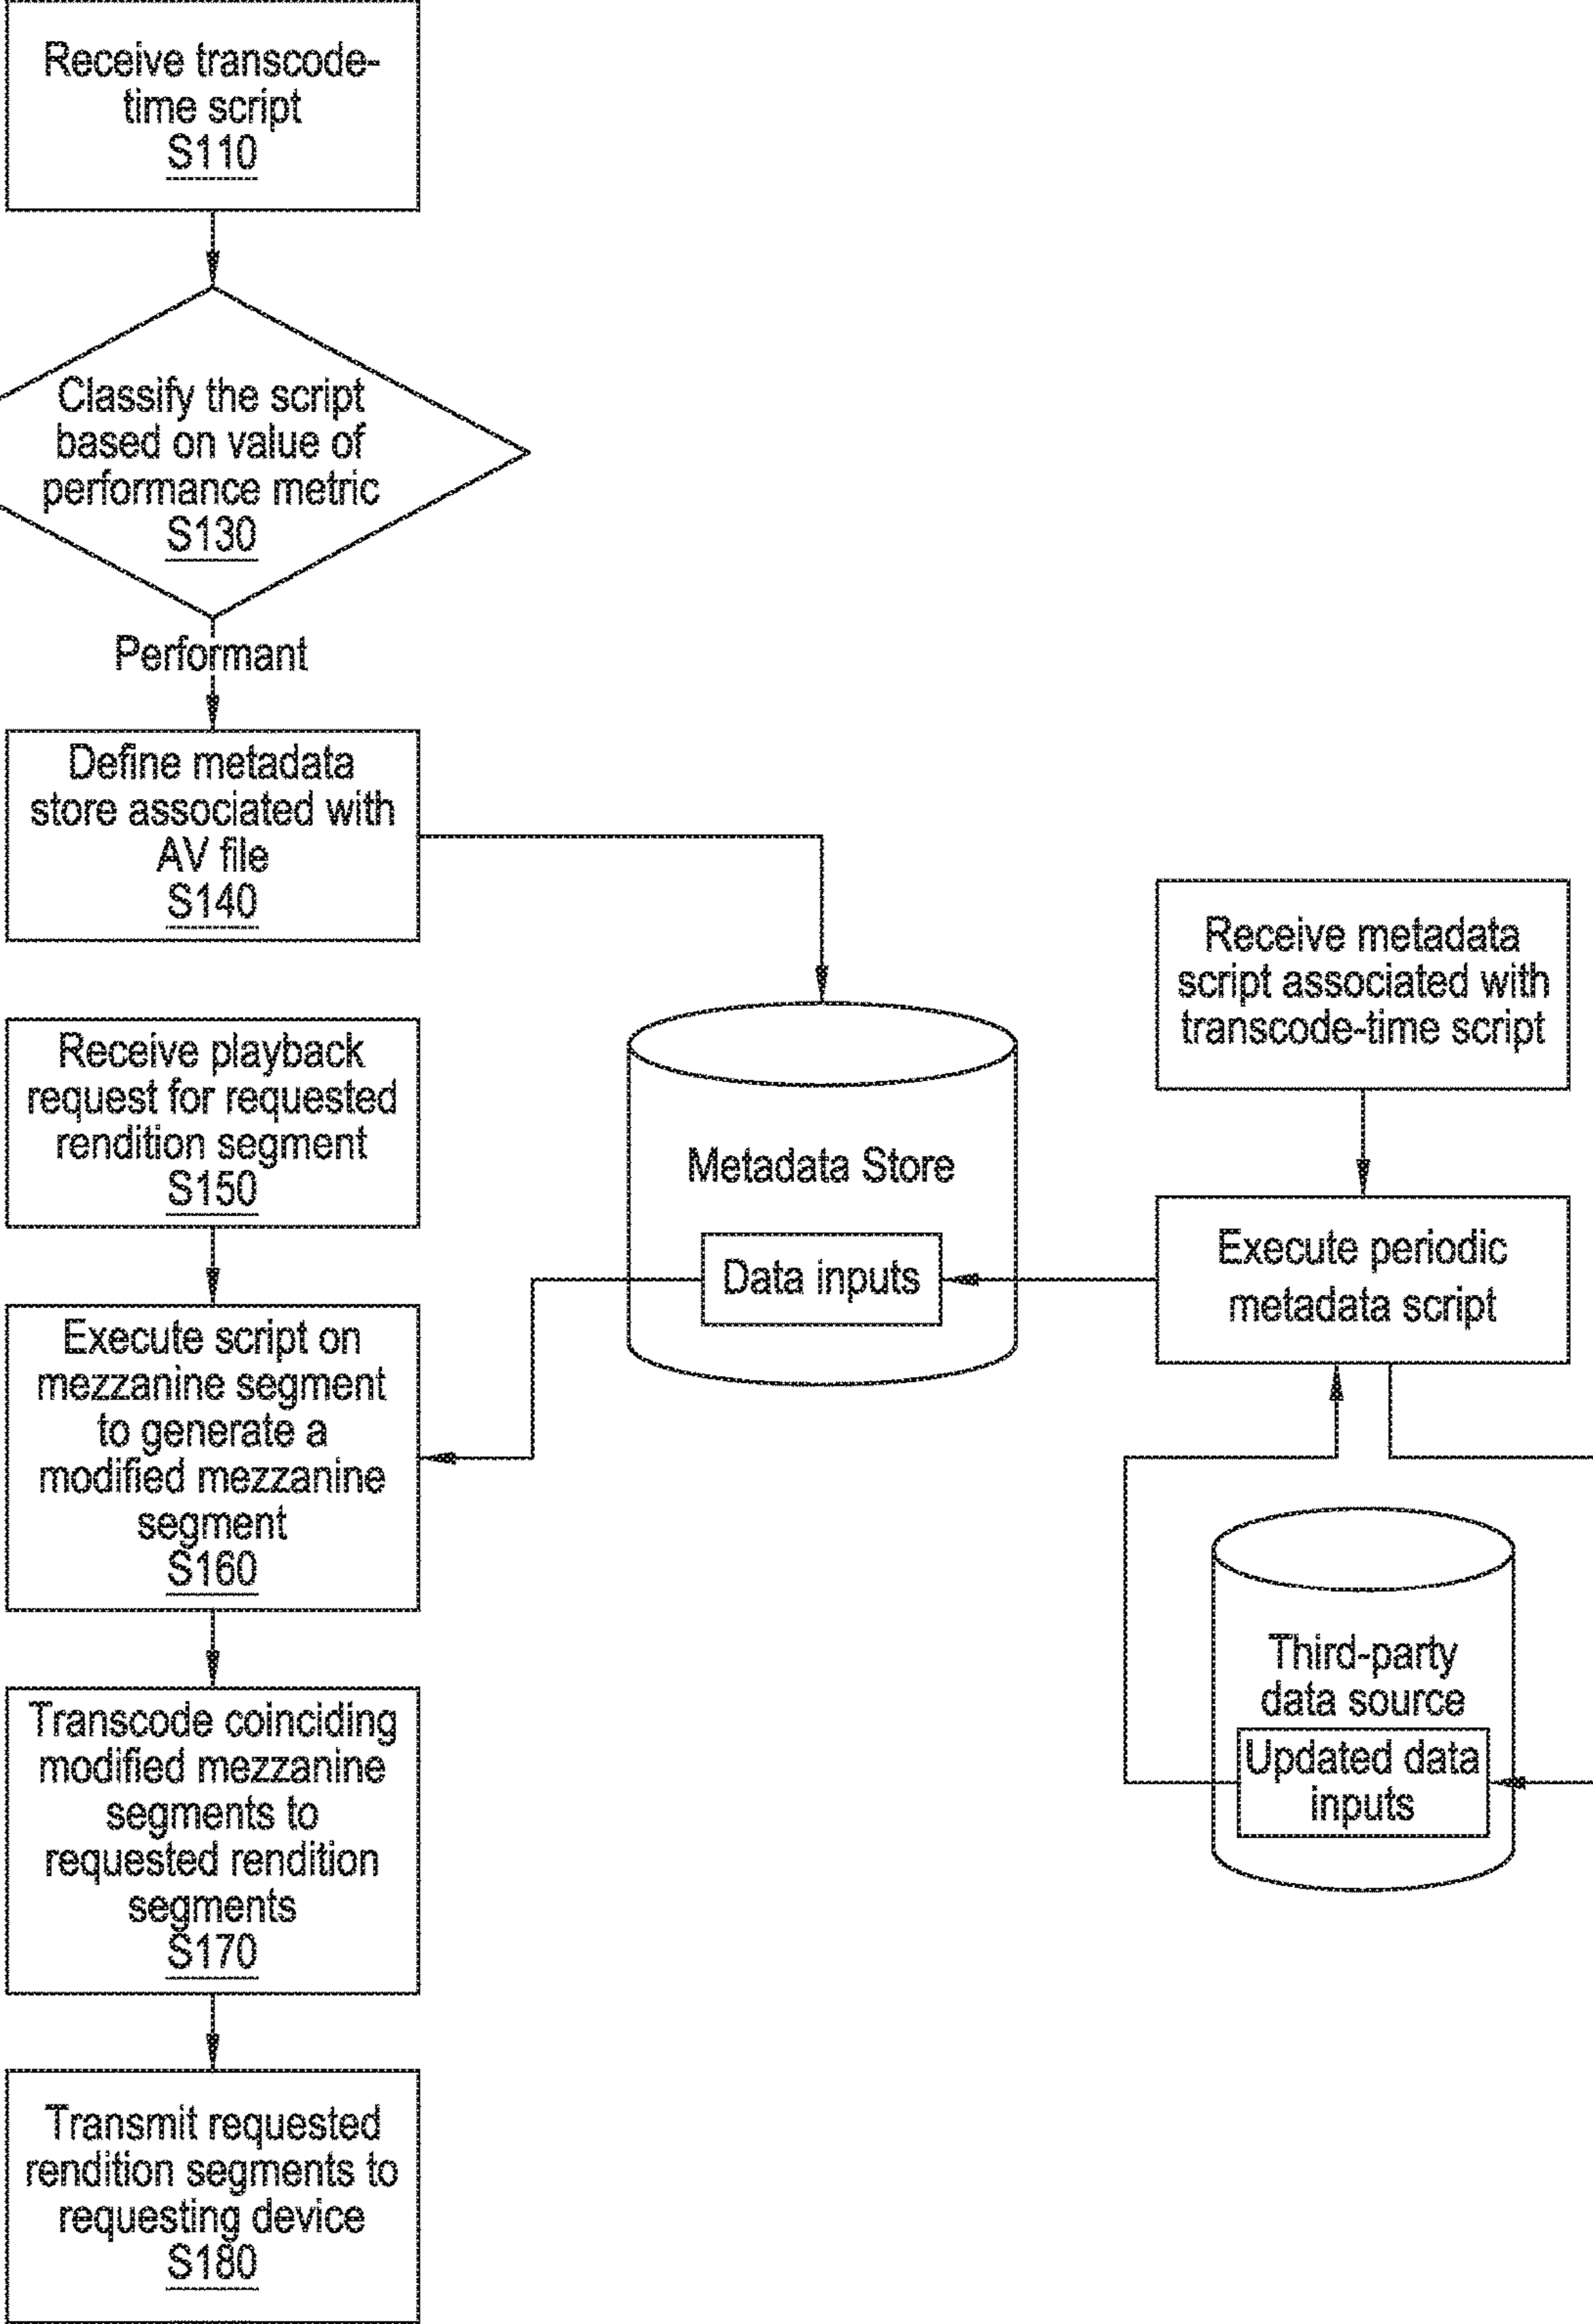 Receive transcode-
time script
S110
Classify the script
based on value of
performance metric
S130
Performant
Define metadata
store associated with
AV file
S140
Receive playback
request for requested
rendition segment
S150
Execute script on
mezzanine segment
to generate a
modified mezzanine
segment
S160
Transcode coinciding
modified mezzanine
segments to
requested rendition
segments
S170
Transmit requested
rendition segments to
requesting device
S180
Metadata Store
Data inputs
Receive metadata
script associated with
transcode-time script
Execute periodic
metadata script
Third-party
data source
Updated data
inputs